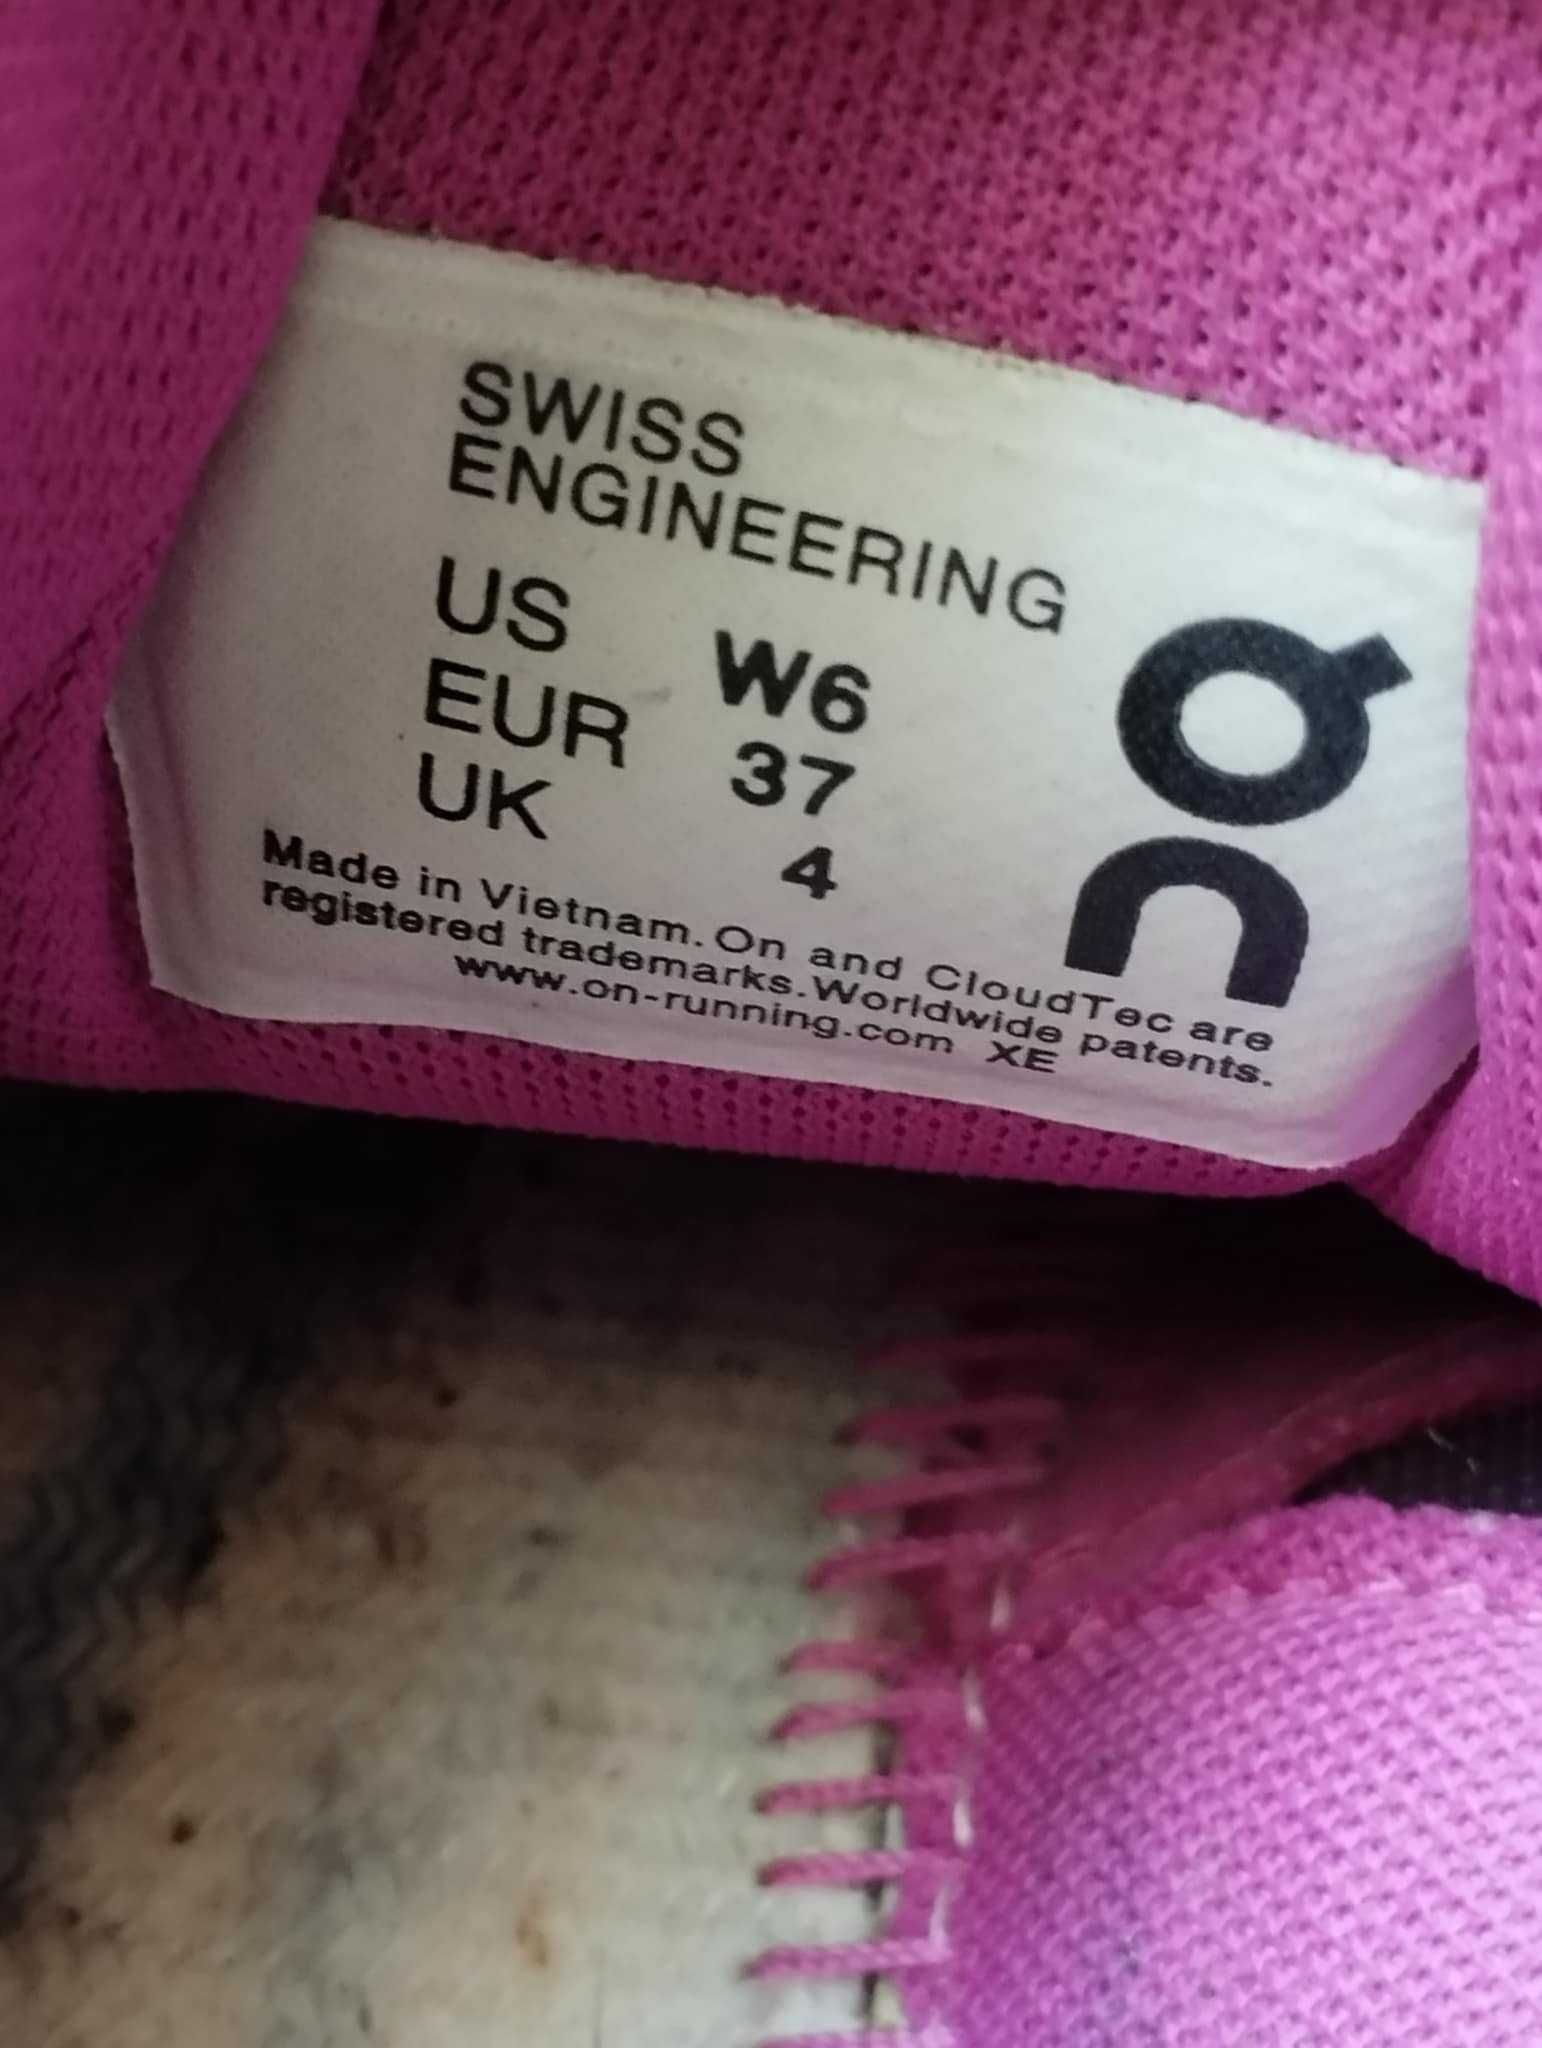 SWISS
ENGINEERING
US W6
EUR 37
UK 4
On
Made in Vietnam. On and CloudTec are
registered trademarks. Worldwide patents.
www.on-running.com XE